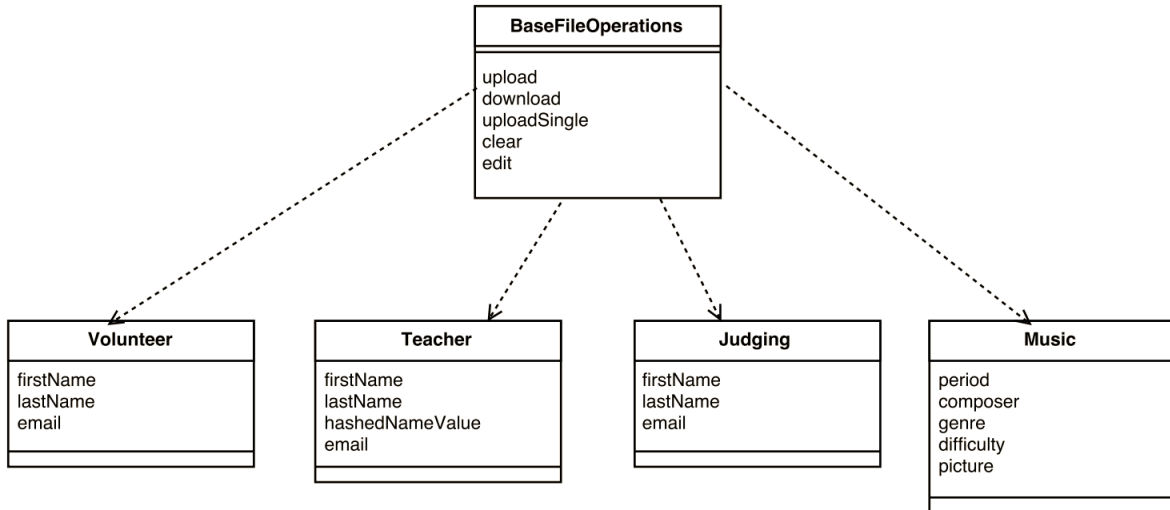 BaseFileOperations
upload
download
uploadSingle
clear
edit
Volunteer
firstName
lastName
email
Teacher
firstName
lastName
hashedNameValue
email
Judging
firstName
lastName
email
Music
period
composer
genre
difficulty
picture